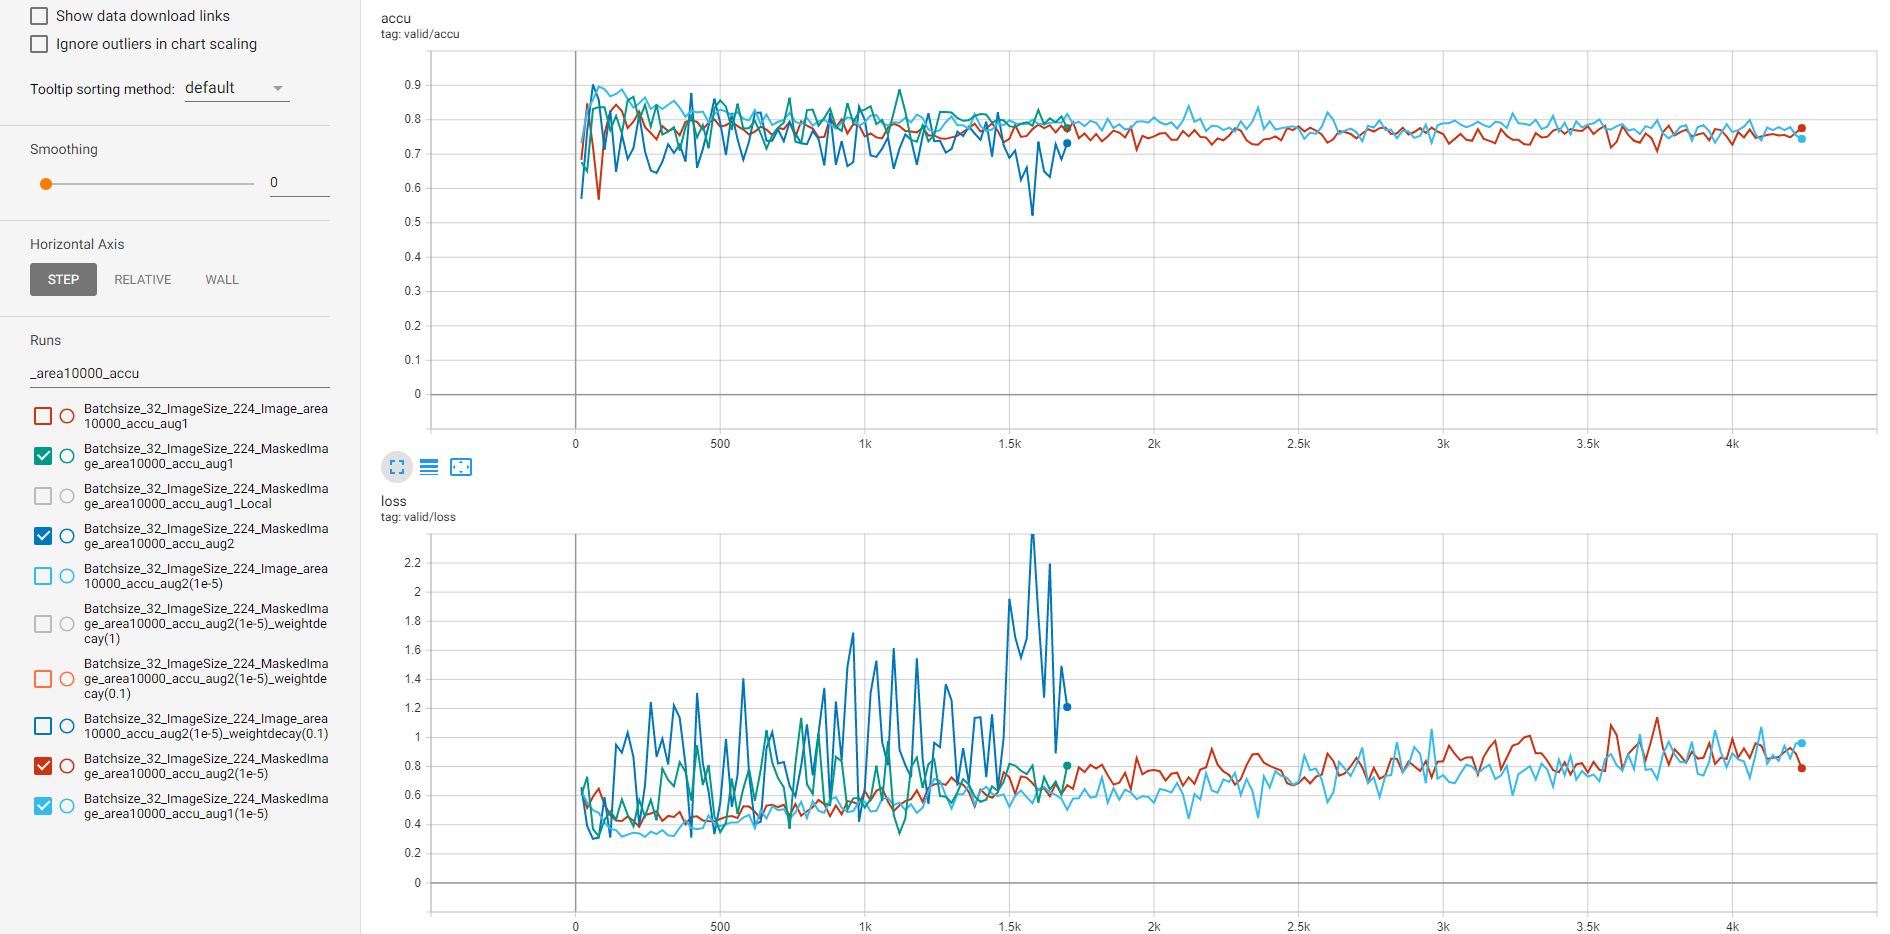 Show data download links
Ignore outliers in chart scaling
Tooltip sorting method: default
Smoothing
0
Horizontal Axis
STEP RELATIVE WALL
Runs
_area10000_accu
Batchsize_32_ImageSize_224_Image_area
10000_accu_aug1
Batchsize_32_ImageSize_224_MaskedIma
ge_area10000_accu_aug1
Batchsize_32_ImageSize_224_MaskedIma
ge_area10000_accu_aug1_Local
Batchsize_32_ImageSize_224_MaskedIma
ge_area10000_accu_aug2
Batchsize_32_ImageSize_224_Image_area
10000_accu_aug2(1e-5)
Batchsize_32_ImageSize_224_MaskedIma
ge_area10000_accu_aug2(1e-5)_weightde
cay(1)
Batchsize_32_ImageSize_224_MaskedIma
ge_area10000_accu_aug2(1e-5)_weightde
cay(0.1)
Batchsize_32_ImageSize_224_Image_area
10000_accu_aug2(1e-5)_weightdecay(0.1)
Batchsize_32_ImageSize_224_MaskedIma
ge_area10000_accu_aug2(1e-5)
Batchsize_32_ImageSize_224_MaskedIma
ge_area10000_accu_aug1(1e-5)
accu
tag: valid/accu
0.9
0.8
0.7
0.6
0.5
0.4
0.3
0.2
0.1
0
0 500 1k 1.5k 2k 2.5k 3k 3.5k 4k
loss
tag: valid/loss
2.2
2
1.8
1.6
1.4
1.2
1
0.8
0.6
0.4
0.2
0
0 500 1k 1.5k 2k 2.5k 3k 3.5k 4k